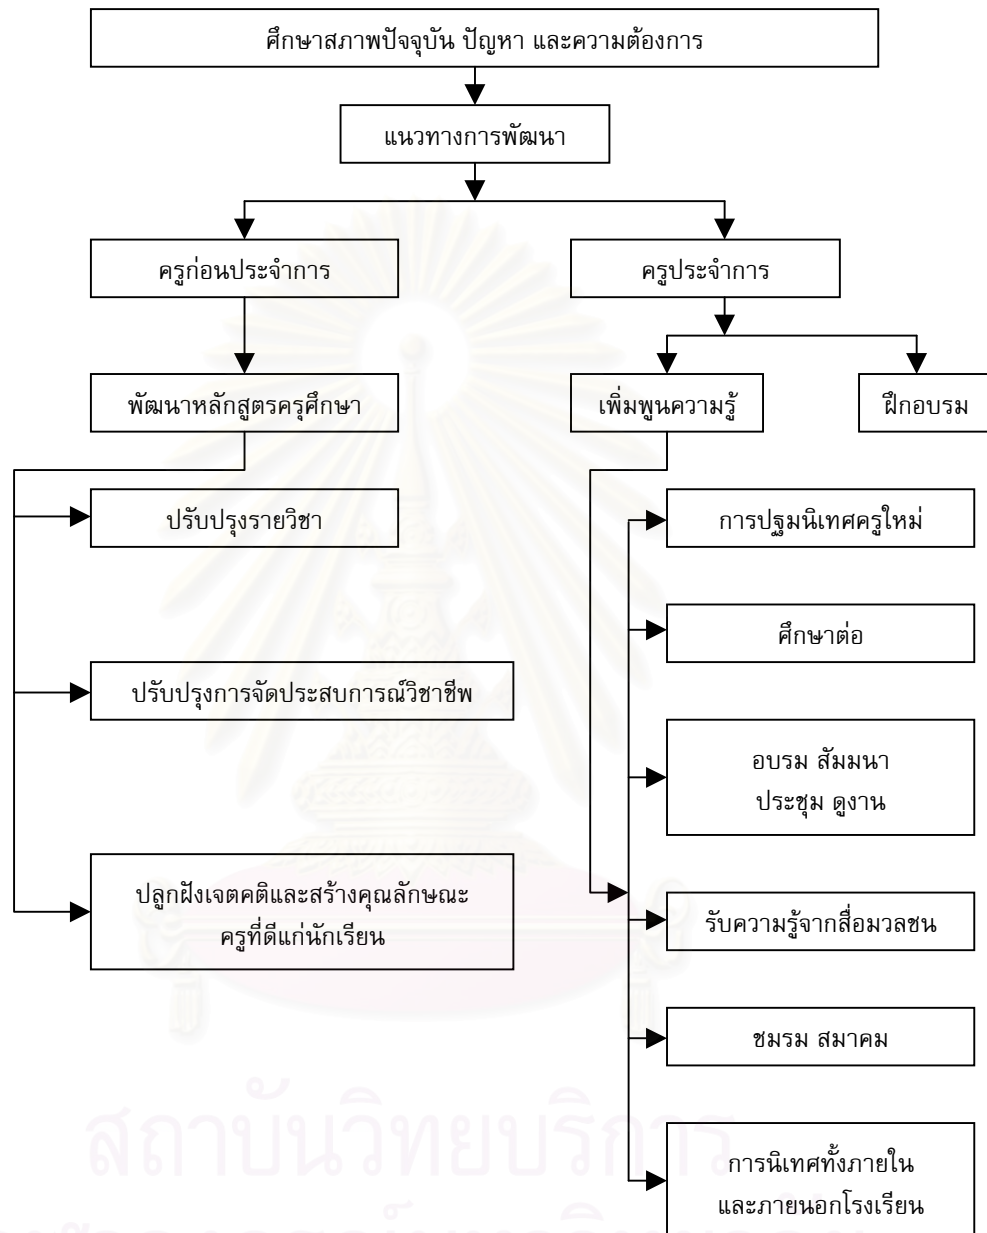 ศึกษาสภาพปัจจุบัน ปัญหา และความต้องการ
แนวทางการพัฒนา
ครูก่อนประจำการ
ครูประจำการ
พัฒนาหลักสูตรครุศึกษา
เพิ่มพูนความรู้
ฝึกอบรม
ปรับปรุงรายวิชา
การปฐมนิเทศครูใหม่
ศึกษาต่อ
ปรับปรุงการจัดประสบการณ์วิชาชีพ
อบรม สัมมนา
ประชุม ดูงาน
ปลูกฝังเจตคติและสร้างคุณลักษณะ
ครูที่ดีแก่นักเรียน
รับความรู้จากสื่อมวลชน
ชมรม สมาคม
การนิเทศทั้งภายใน
และภายนอกโรงเรียน
สถาบันวิทยบริการ